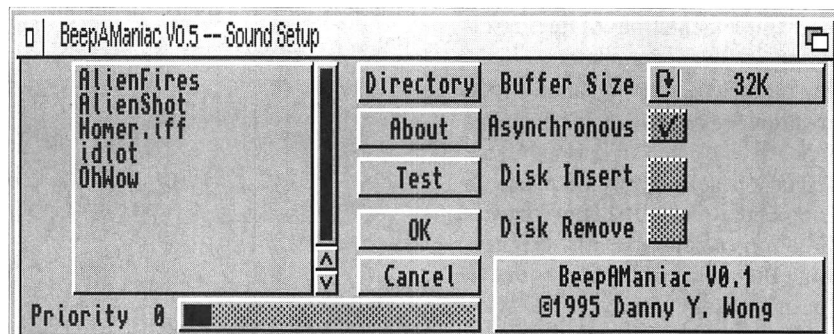 BeepAManiac V0.5 -- Sound Setup
AlienFires
AlienShot
Homer.iff
idiot
OhWow
Directory
About
Test
OK
Cancel
Buffer Size 32K
Asynchronous
Disk Insert
Disk Remove
BeepAManiac V0.1
©1995 Danny Y. Wong
Priority 0